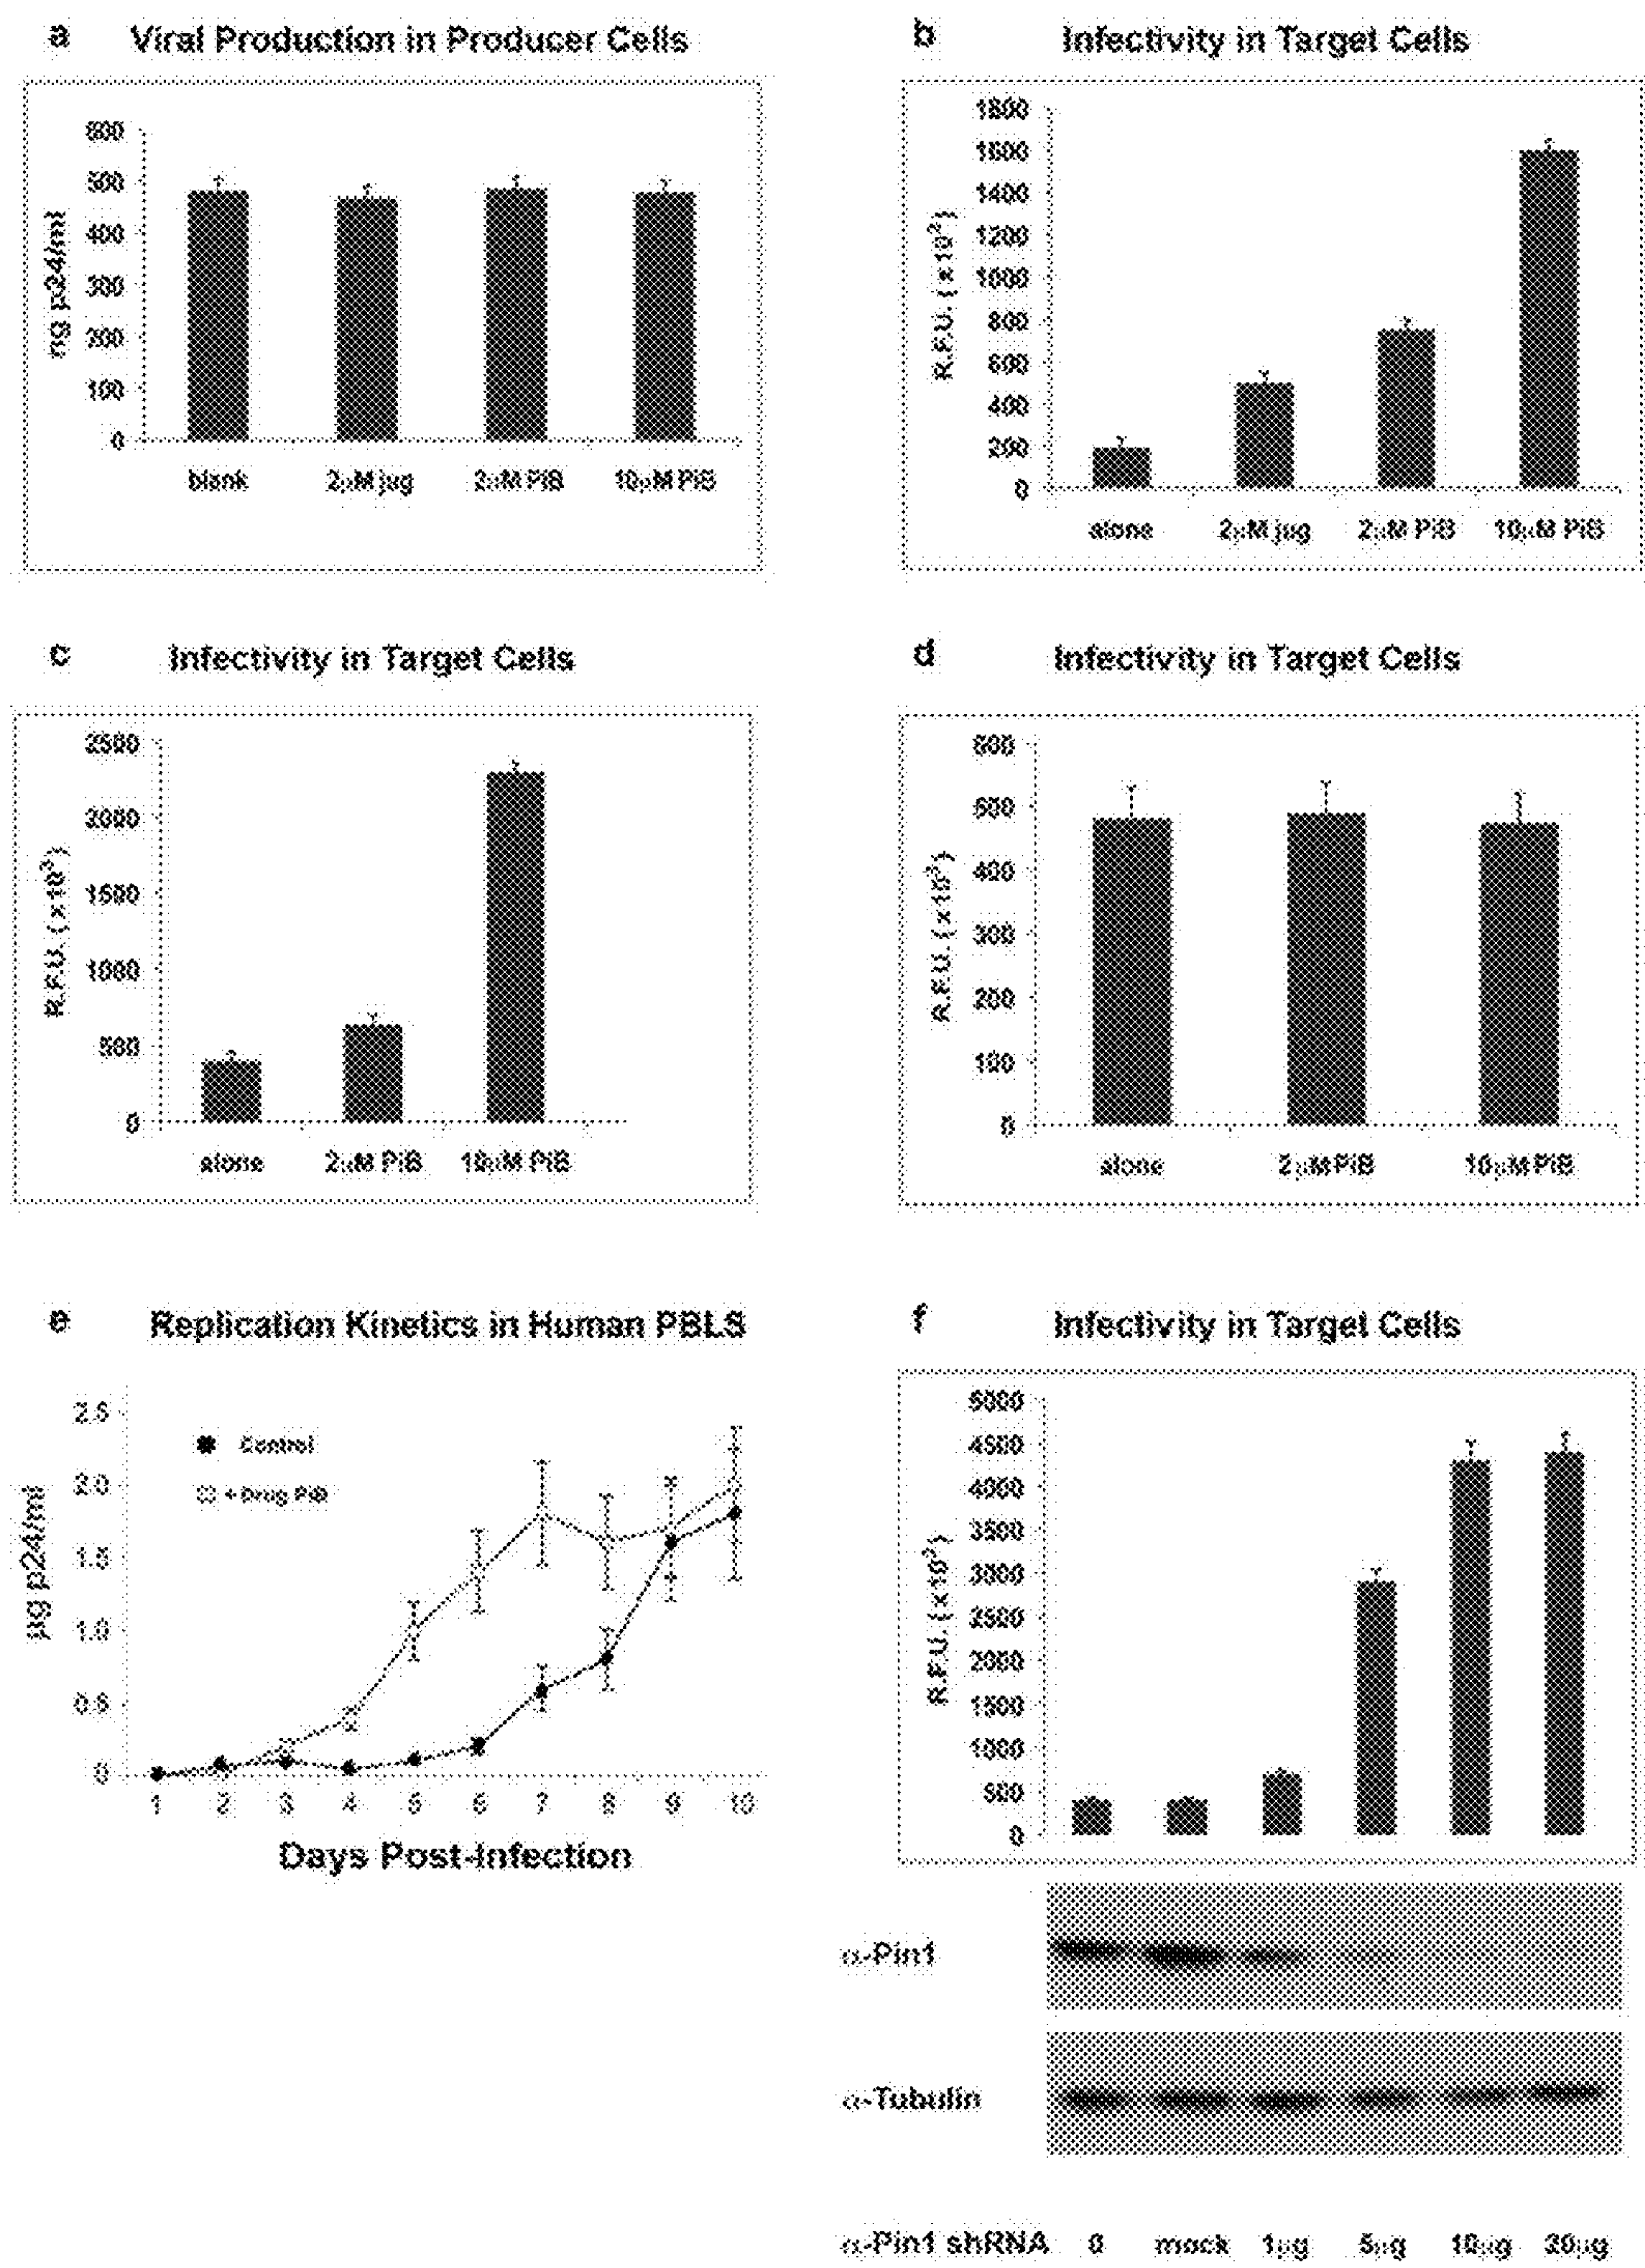 a Viral Production in Producer Cells
ng p24/ml
600
500
400
300
200
100
0
blank 2µM jug 2µM PiB 10µM PiB
b Infectivity in Target Cells
R.F.U. (x10³)
1800
1600
1400
1200
1000
800
600
400
200
0
alone 2µM jug 2µM PiB 10µM PiB
c Infectivity in Target Cells
R.F.U. (x10³)
2500
2000
1500
1000
500
0
alone 2µM PiB 10µM PiB
d Infectivity in Target Cells
R.F.U. (x10³)
600
500
400
300
200
100
0
alone 2µM PiB 10µM PiB
e Replication Kinetics in Human PBLS
µg p24/ml
2.5
2.0
1.5
1.0
0.5
0
Control
+Drug PiB
1 2 3 4 5 6 7 8 9 10
Days Post-Infection
f Infectivity in Target Cells
R.F.U. (x10³)
5000
4500
4000
3500
3000
2500
2000
1500
1000
500
0
α-Pin1
α-Tubulin
α-Pin1 shRNA 0 mock 1µg 5µg 10µg 20µg